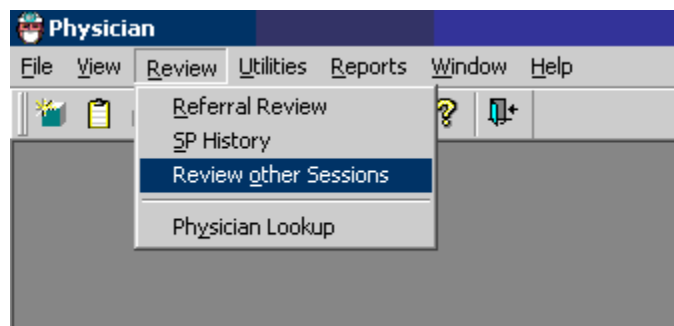 Physician
File View Review Utilities Reports Window Help
Referral Review
SP History
Review other Sessions
Physician Lookup